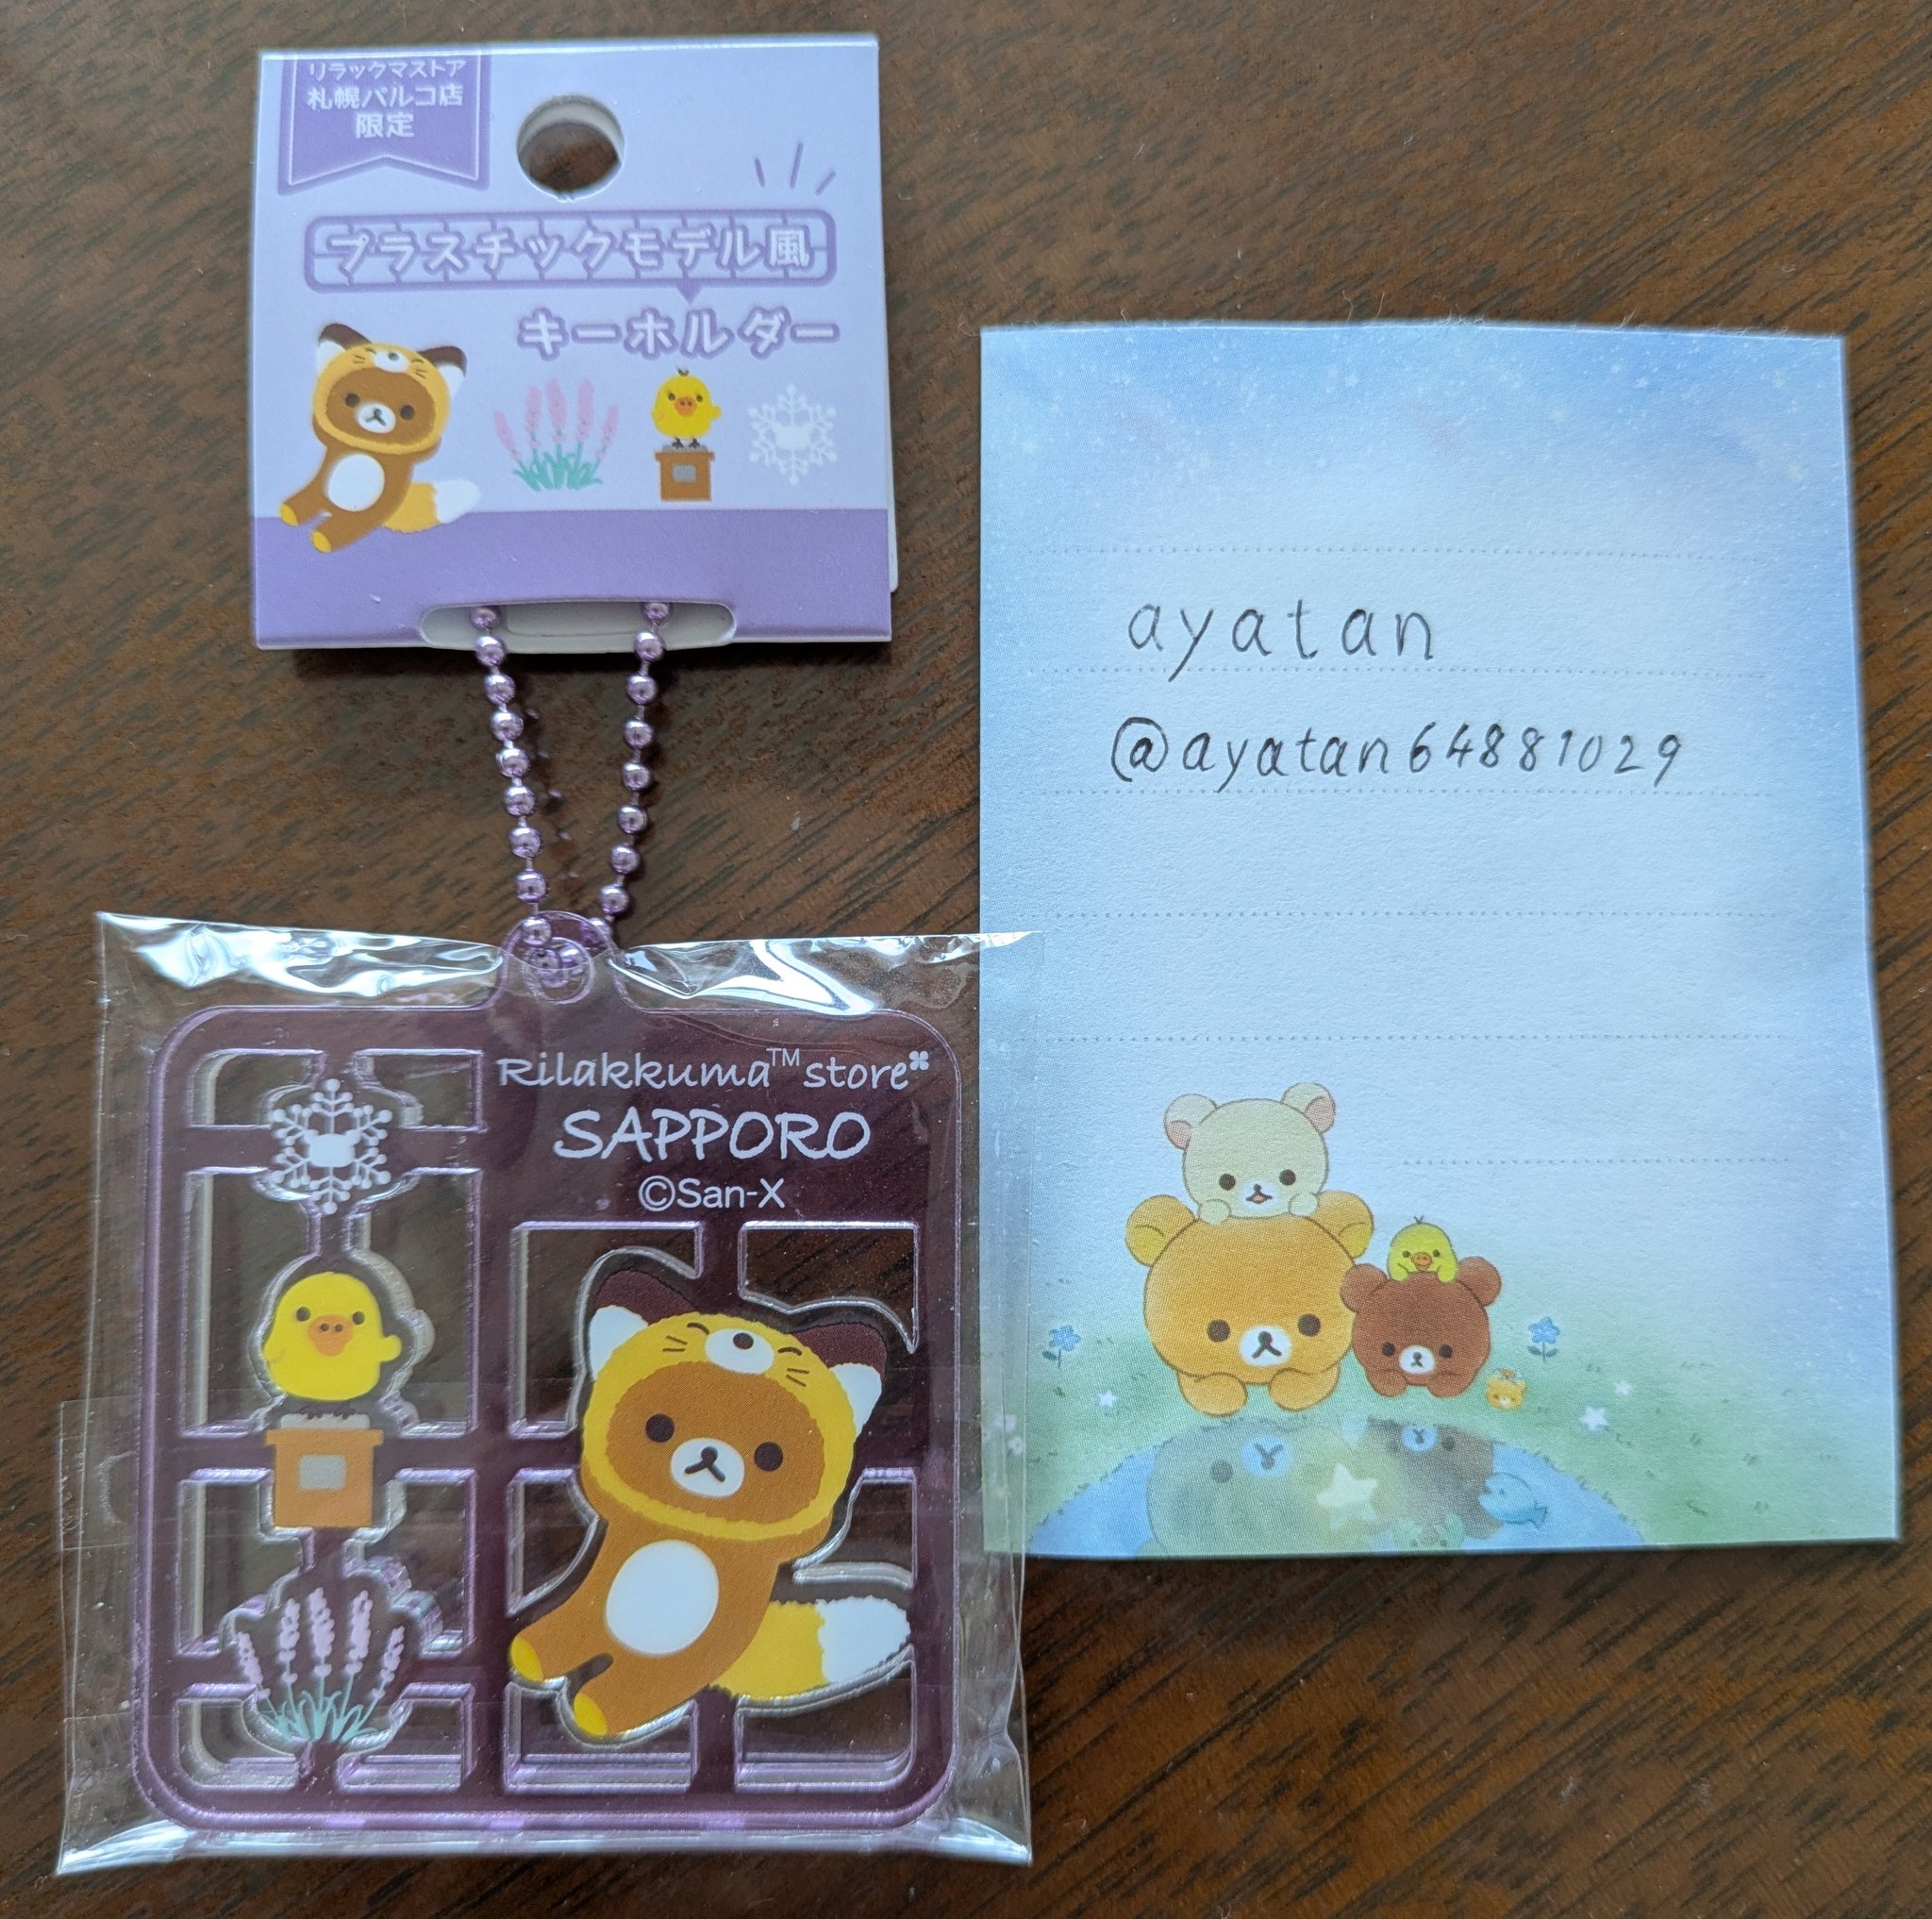 リラックマストア
札幌パルコ店
限定
プラスチックモデル風
キーホルダー
Rilakkuma™ store
SAPPORO
©San-X
ayatan
@ayatan64881029